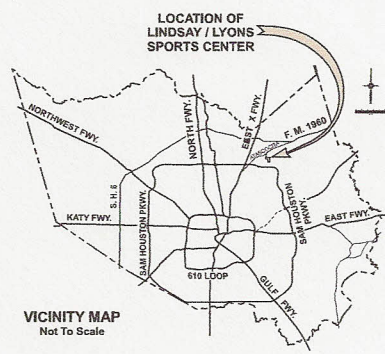 LOCATION OF
LINDSAY / LYONS
SPORTS CENTER
NORTHWEST FWY.
NORTH FWY.
EAST X FWY.
F. M. 1960
S. H. 6
SAM HOUSTON PKWY.
KATY FWY.
SAM HOUSTON
PKWY.
EAST FWY.
610 LOOP
GULF FWY.
VICINITY MAP
Not To Scale